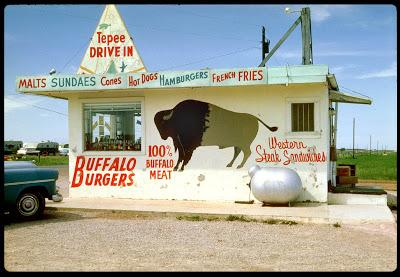 Tepee
DRIVE IN
MALTS SUNDAES CONES HOT DOGS HAMBURGERS FRENCH FRIES
BUFFALO
BURGERS
100%
BUFFALO
MEAT
Western
Steak Sandwiches